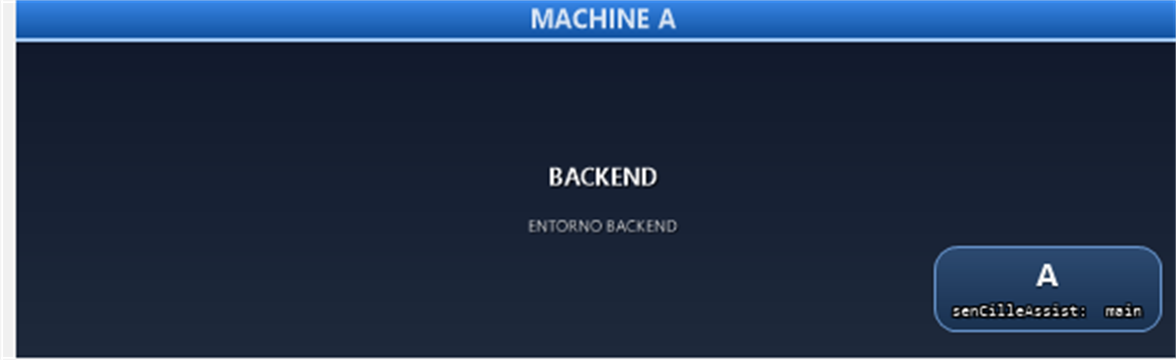 MACHINE A
BACKEND
ENTORNO BACKEND
A
senCilleAssist: main